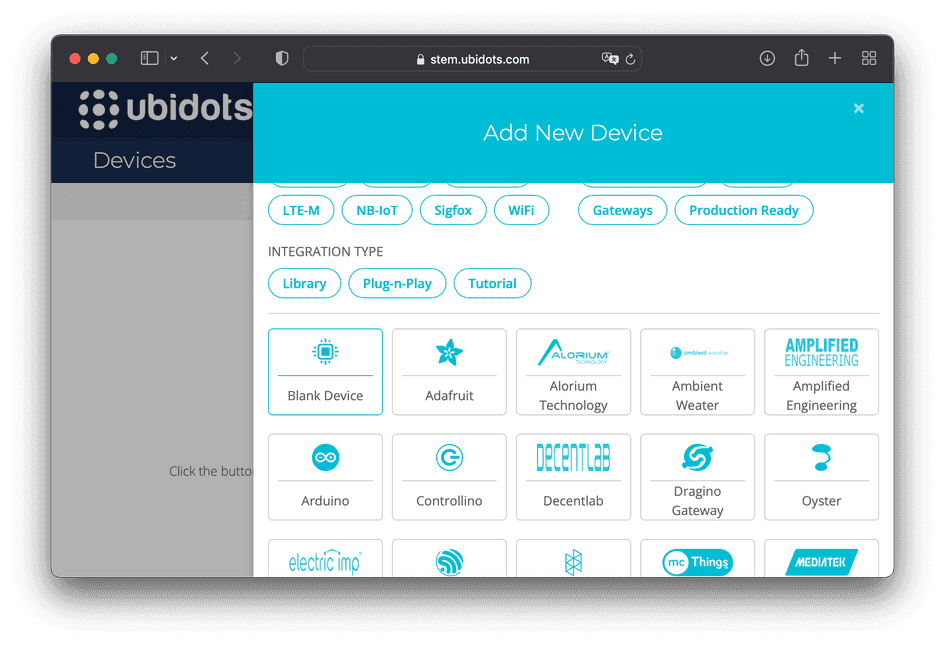 stem.ubidots.com
ubidots
Devices
Add New Device
LTE-M NB-IoT Sigfox WiFi Gateways Production Ready
INTEGRATION TYPE
Library Plug-n-Play Tutorial
ALORIUM
TECHNOLOGY
ambient weather
AMPLIFIED
ENGINEERING
Blank Device
Adafruit
Alorium
Technology
Ambient
Weater
Amplified
Engineering
DECENTLAB
Arduino
Controllino
Decentlab
Dragino
Gateway
Oyster
Click the butto
electric imp
mc Things
MEDIATEK